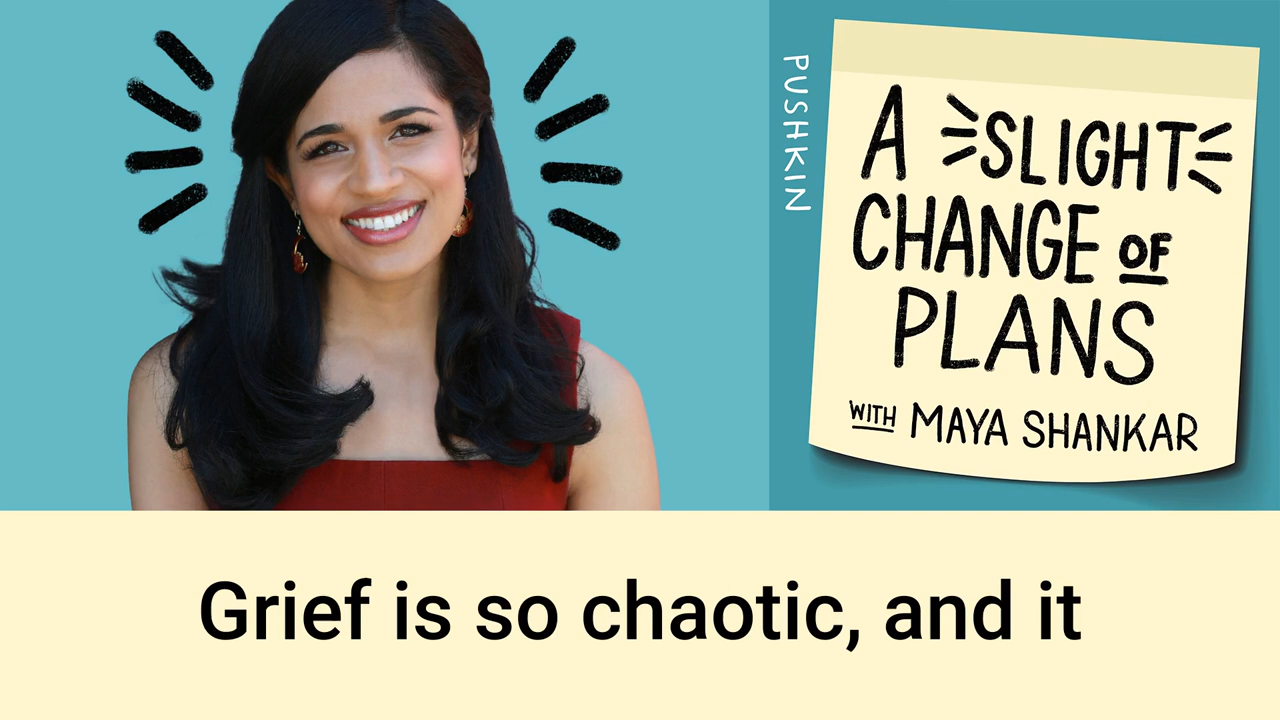 PUSHKIN
A SLIGHT
CHANGE OF
PLANS
WITH MAYA SHANKAR
Grief is so chaotic, and it